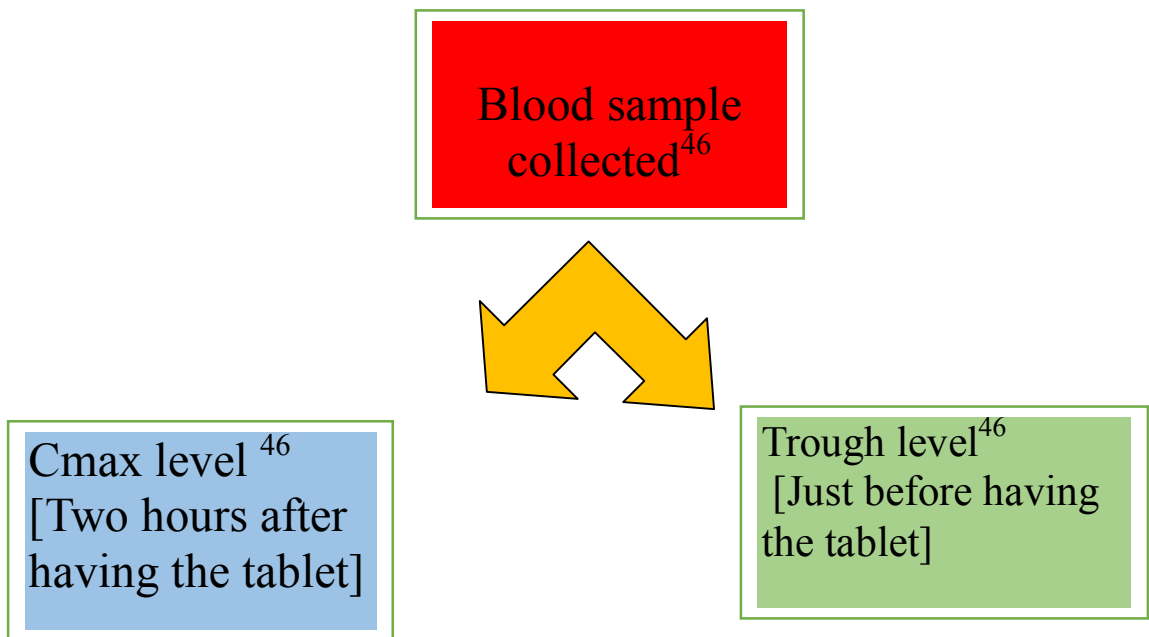 Blood sample
collected⁴⁶
Cmax level ⁴⁶
[Two hours after
having the tablet]
Trough level⁴⁶
[Just before having
the tablet]